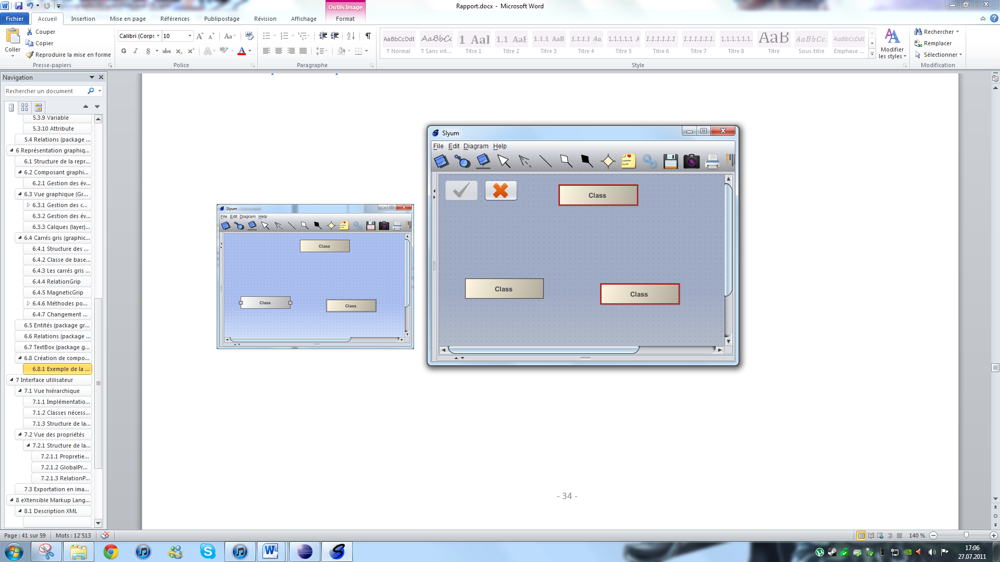 Rapport.docx - Microsoft Word
Outils Image
Fichier Accueil Insertion Mise en page Références Publipostage Révision Affichage Format
Couper
Copier
Reproduire la mise en forme
Coller
Presse-papiers
Calibri (Corps 10
G I S abc x₂ x²
Police
Paragraphe
AaBbCcDdE AaBbCcI 1 AaI 1.1 AaE 1.1.1 AaB 1.1.1.1 Aa 1.1.1.1.1 A 1.1.1.1.1.1 1.1.1.1.1.1. 1.1.1.1.1.1. AaB AaBbCc. AaBbCcDdL
¶ Normal ¶ Sans int... Titre 1 Titre 2 Titre 3 Titre 4 Titre 5 Titre 6 Titre 7 Titre 8 Titre Sous-titre Emphase ...
Style
Modifier
les styles
Rechercher
Remplacer
Sélectionner
Modification
Navigation
Rechercher un document
5.3.9 Variable
5.3.10 Attribute
5.4 Relations (package ...
6 Représentation graphiq...
6.1 Structure de la repr...
6.2 Composant graphi...
6.2.1 Gestion des év...
6.3 Vue graphique (Gr...
6.3.1 Gestion des c...
6.3.2 Gestion des év...
6.3.3 Calques (layer)...
6.4 Carrés gris (graphic...
6.4.1 Structure des ...
6.4.2 Classe de base...
6.4.3 Les carrés gris ...
6.4.4 RelationGrip
6.4.5 MagneticGrip
6.4.6 Méthodes po...
6.4.7 Changement ...
6.5 Entités (package gr...
6.6 Relations (package ...
6.7 TextBox (package g...
6.8 Création de compo...
6.8.1 Exemple de la ...
7 Interface utilisateur
7.1 Vue hiérarchique
7.1.1 Implémentatio...
7.1.2 Classes nécess...
7.1.3 Structure de la...
7.2 Vue des propriétés
7.2.1 Structure de la...
7.2.1.1 Propretie...
7.2.1.2 GlobalPr...
7.2.1.3 RelationP...
7.3 Exportation en ima...
8 eXtensible Markup Lang...
8.1 Description XML
Slyum
File Edit Diagram Help
Class
Class
Class
Slyum
File Edit Diagram Help
Class
Class
Class
- 34 -
Page : 41 sur 59 Mots : 12'513
140 %
17:06
27.07.2011